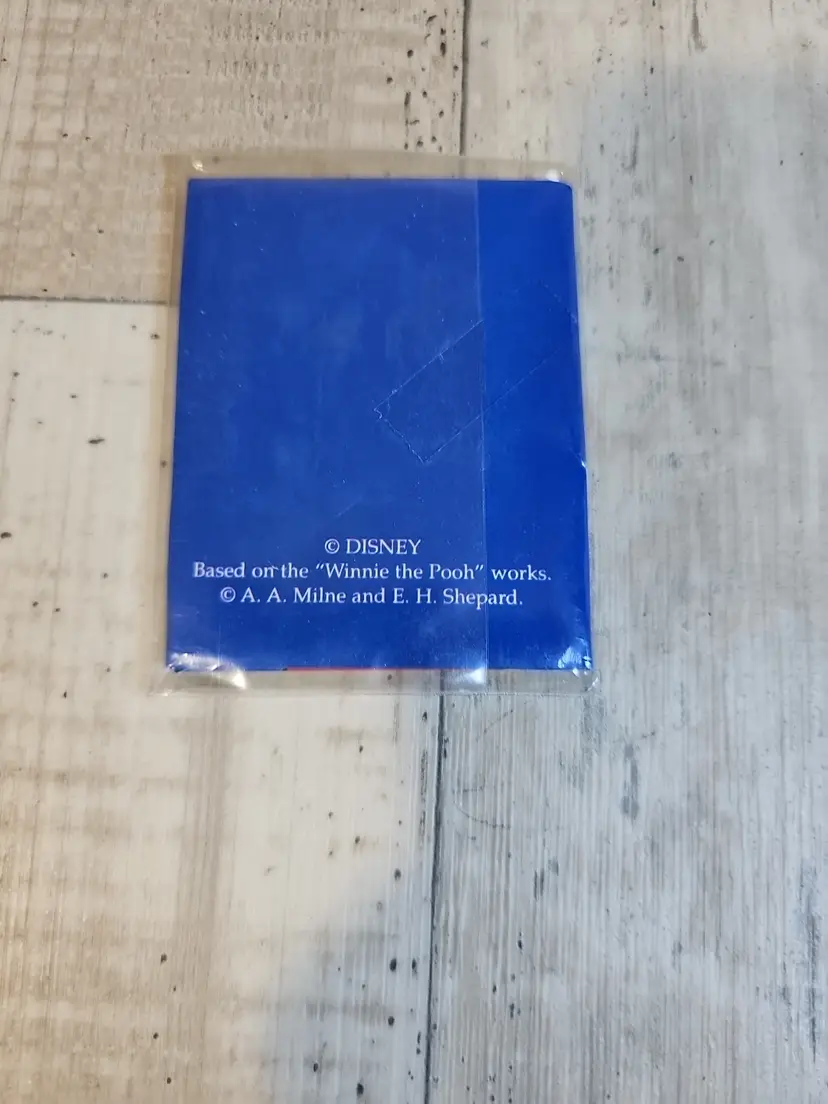 © DISNEY
Based on the “Winnie the Pooh” works.
© A. A. Milne and E. H. Shepard.